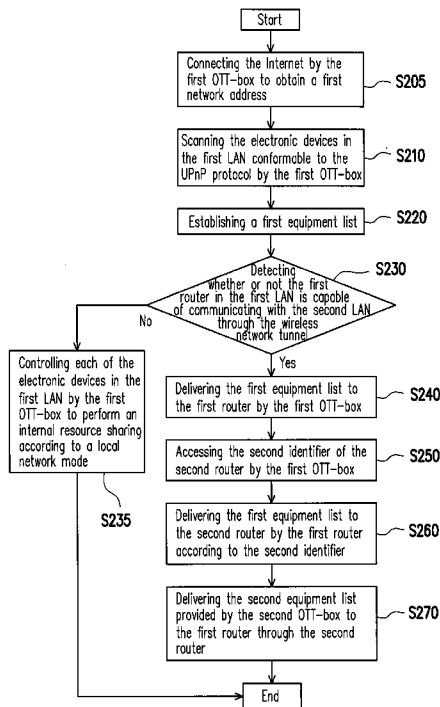 Start
Connecting the Internet by the
first OTT-box to obtain a first
network address
S205
Scanning the electronic devices in
the first LAN conformable to the
UPnP protocol by the first OTT-box
S210
Establishing a first equipment list
S220
Detecting
whether or not the first
router in the first LAN is capable
of communicating with the second LAN
through the wireless
network tunnel
S230
No
Yes
Controlling each of the
electronic devices in the
first LAN by the first
OTT-box to perform an
internal resource sharing
according to a local
network mode
S235
Delivering the first equipment list
to the first router by the first OTT-box
S240
Accessing the second identifier of the
second router by the first OTT-box
S250
Delivering the first equipment list to
the second router by the first router
according to the second identifier
S260
Delivering the second equipment list
provided by the second OTT-box to
the first router through the second
router
S270
End